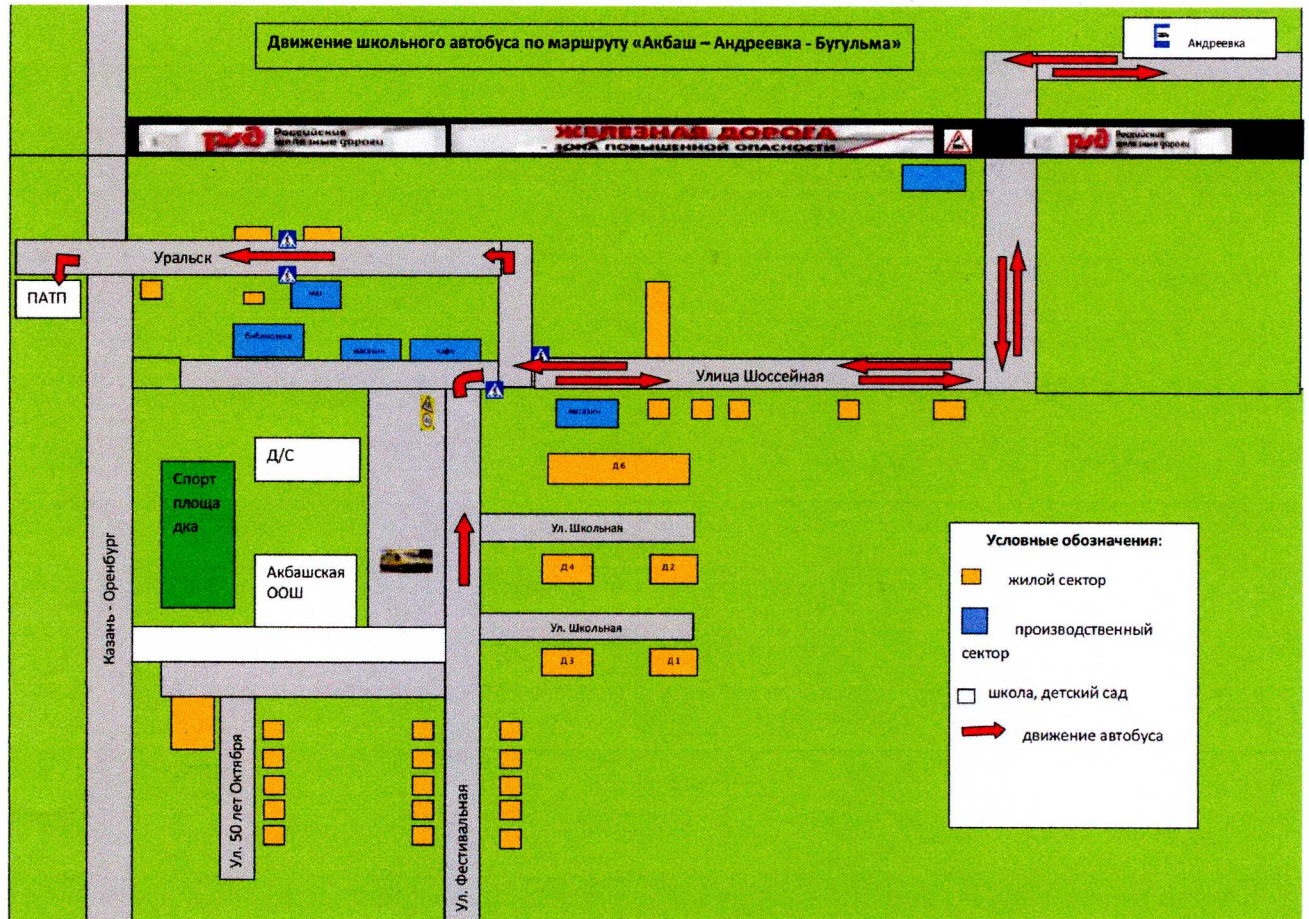 Движение школьного автобуса по маршруту «Акбаш – Андреевка - Бугульма»
Андреевка
Российские
железные дороги
ЖЕЛЕЗНАЯ ДОРОГА
- ЗОНА ПОВЫШЕННОЙ ОПАСНОСТИ
Российские
железные дороги
Уральск
ПАТП
библиотека
магазин
кафе
Улица Шоссейная
магазин
Д/С
Спорт
площа
дка
Д 6
Ул. Школьная
Акбашская
ООШ
Д 4
Д 2
Ул. Школьная
Д 3
Д 1
Казань - Оренбург
Ул. 50 лет Октября
Ул. Фестивальная
Условные обозначения:
жилой сектор
производственный
сектор
школа, детский сад
движение автобуса